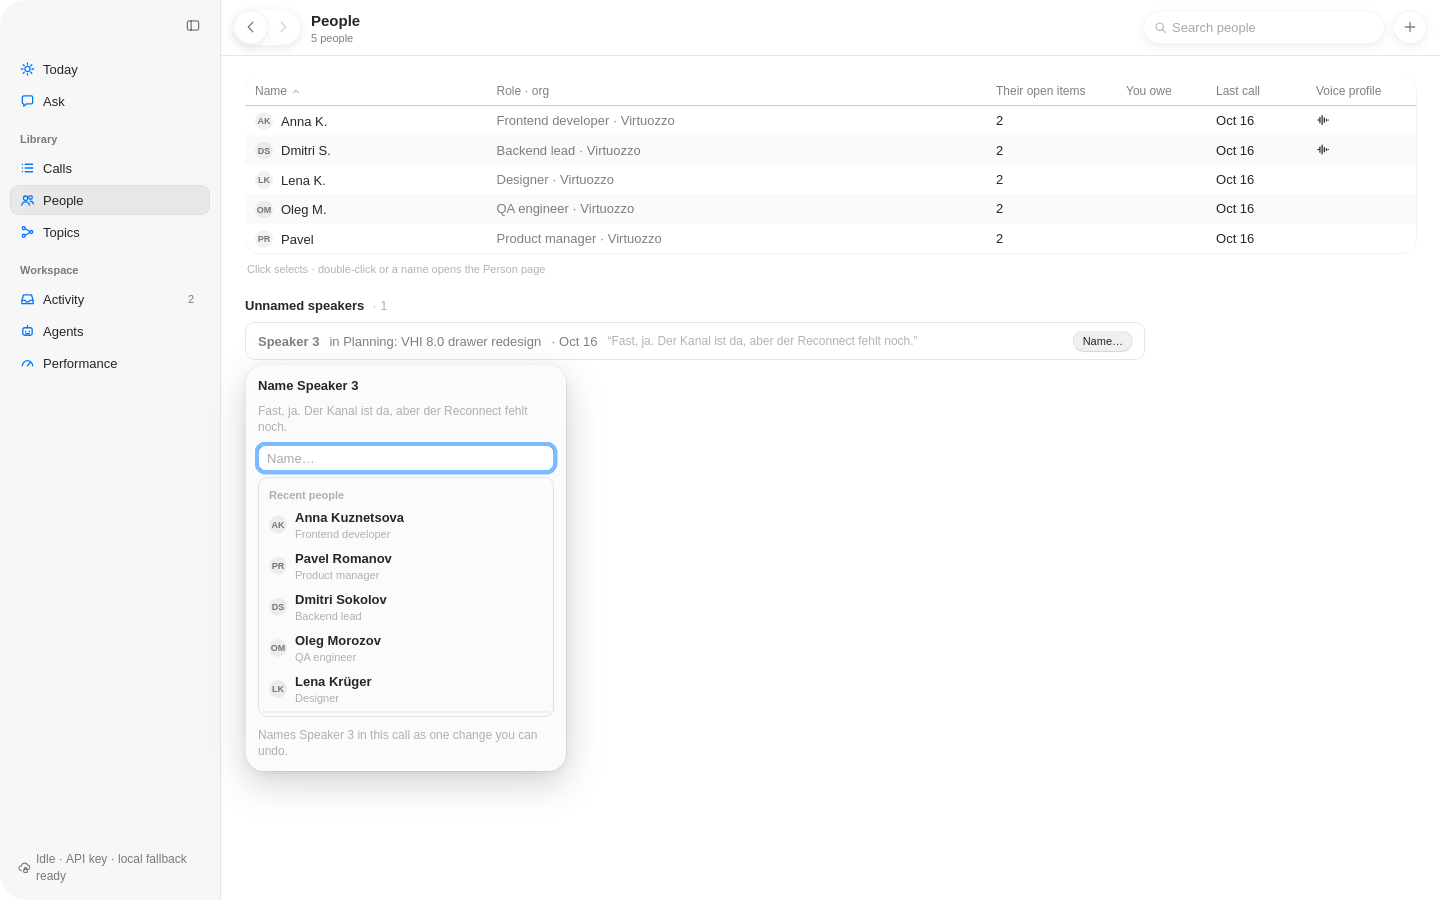 People
5 people
Search people
Today
Ask
Library
Calls
People
Topics
Workspace
Activity 2
Agents
Performance
Idle · API key · local fallback
ready
Name Role · org Their open items You owe Last call Voice profile
AK Anna K. Frontend developer · Virtuozzo 2 Oct 16
DS Dmitri S. Backend lead · Virtuozzo 2 Oct 16
LK Lena K. Designer · Virtuozzo 2 Oct 16
OM Oleg M. QA engineer · Virtuozzo 2 Oct 16
PR Pavel Product manager · Virtuozzo 2 Oct 16
Click selects · double-click or a name opens the Person page
Unnamed speakers · 1
Speaker 3 in Planning: VHI 8.0 drawer redesign · Oct 16 “Fast, ja. Der Kanal ist da, aber der Reconnect fehlt noch.” Name…
Name Speaker 3
Fast, ja. Der Kanal ist da, aber der Reconnect fehlt
noch.
Name…
Recent people
AK Anna Kuznetsova
Frontend developer
PR Pavel Romanov
Product manager
DS Dmitri Sokolov
Backend lead
OM Oleg Morozov
QA engineer
LK Lena Krüger
Designer
Names Speaker 3 in this call as one change you can
undo.